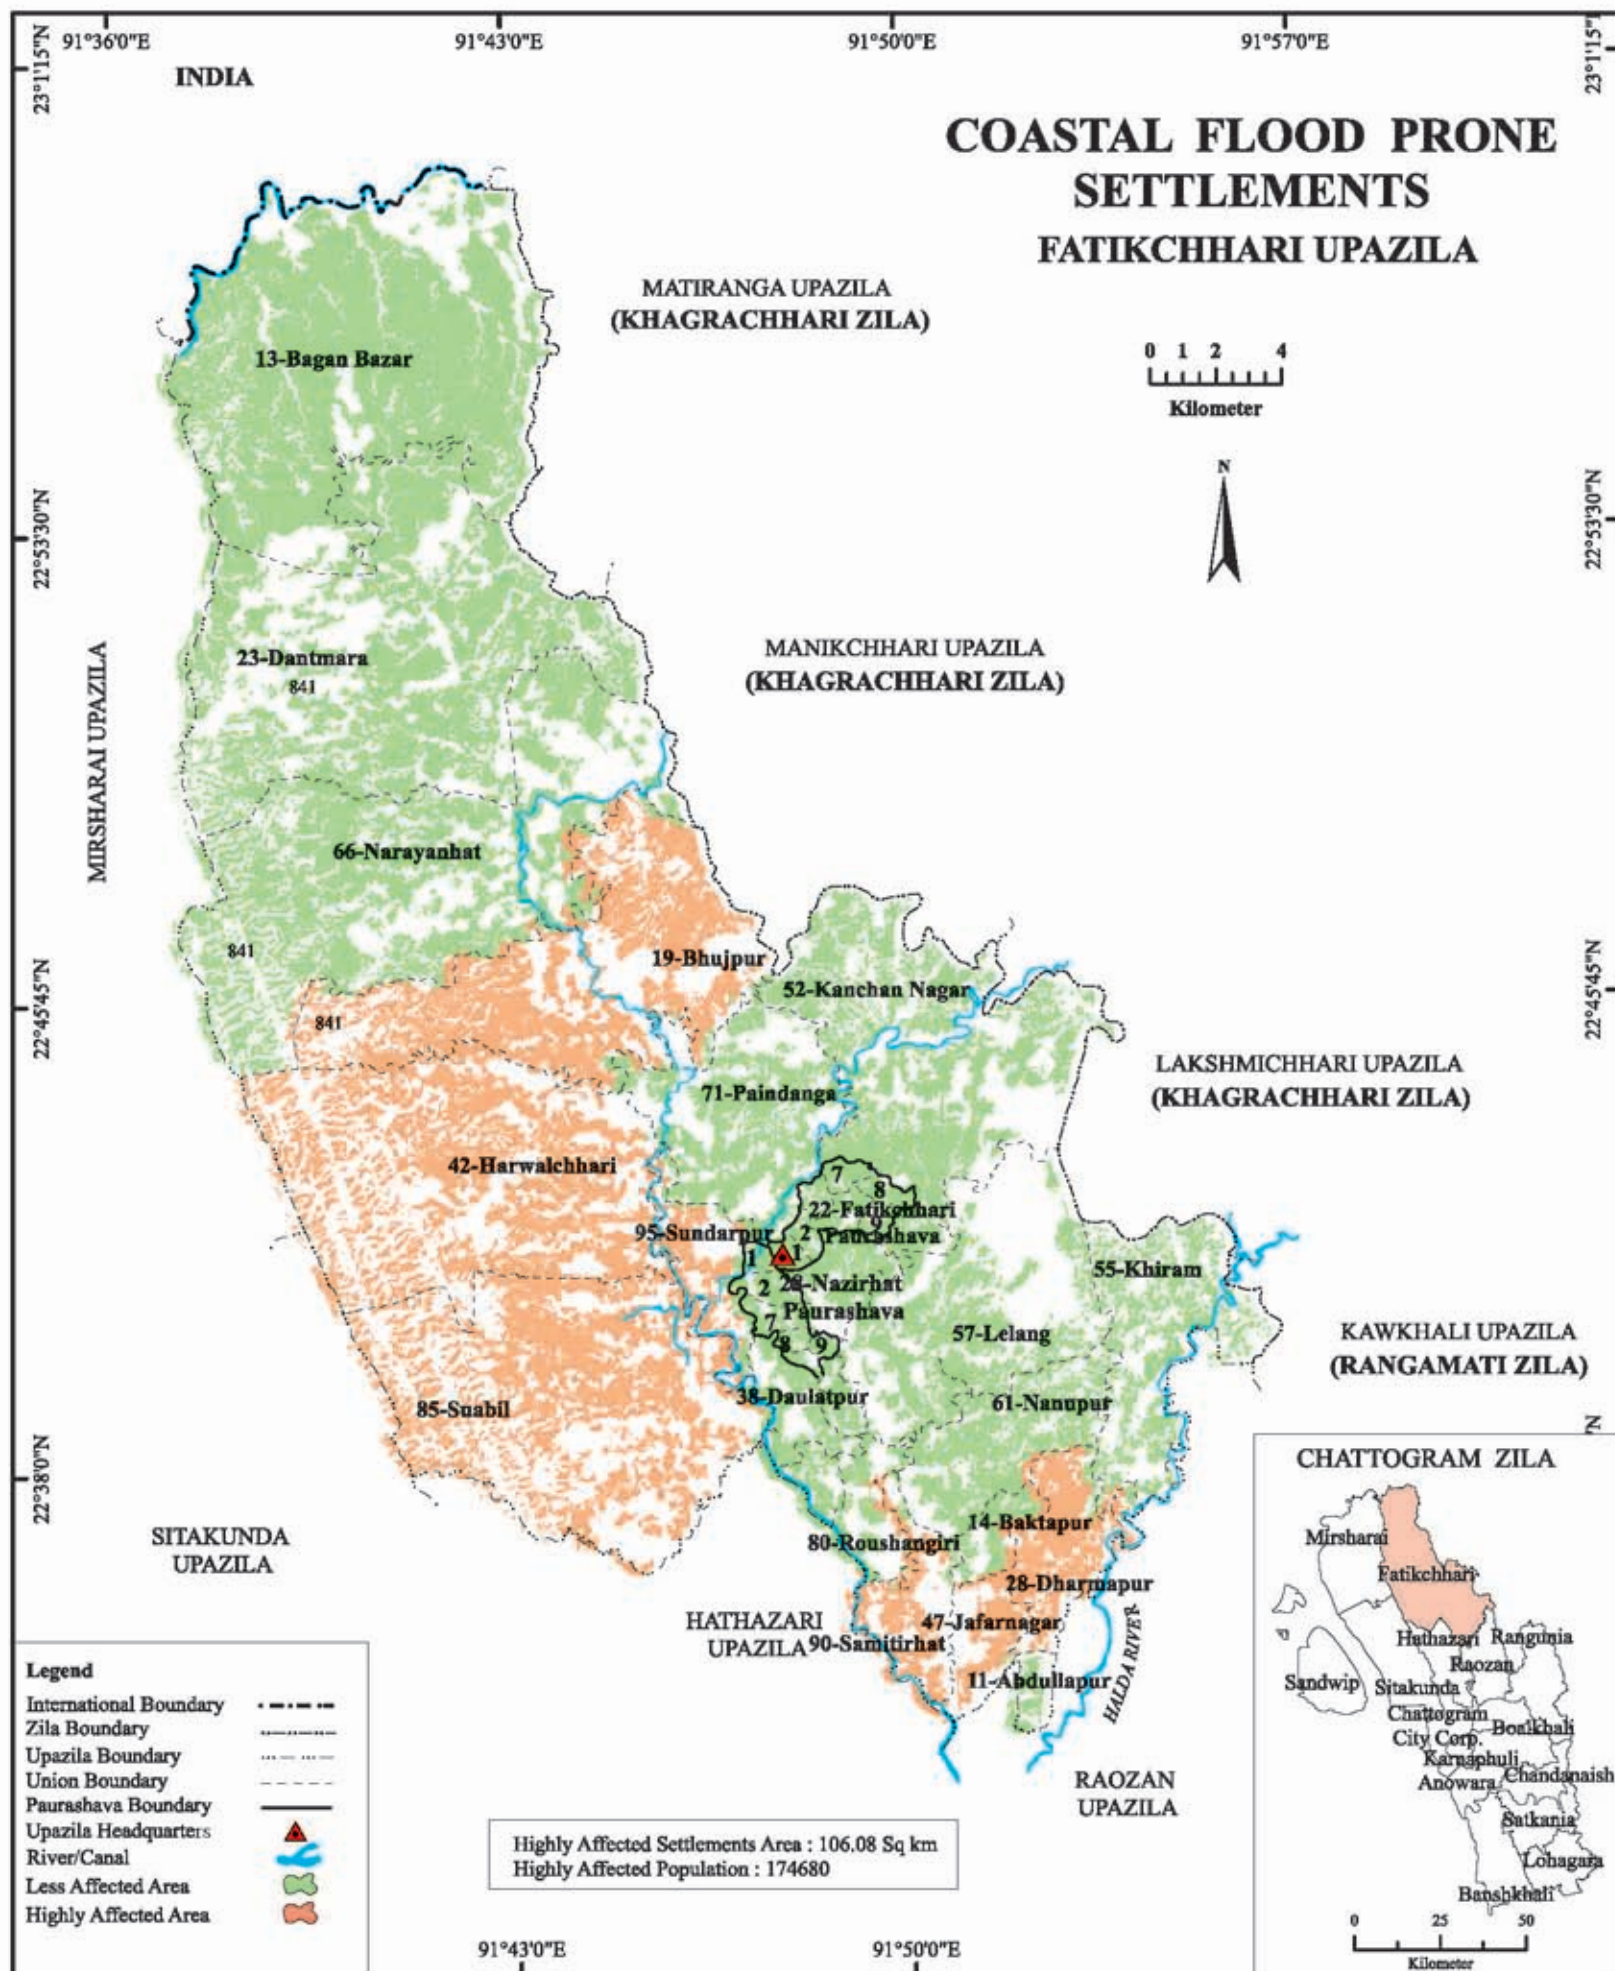 91°36'0"E
91°43'0"E
91°50'0"E
91°57'0"E
23°1'15"N
23°1'15"N
INDIA
COASTAL FLOOD PRONE
SETTLEMENTS
FATIKCHHARI UPAZILA
MATIRANGA UPAZILA
(KHAGRACHHARI ZILA)
0 1 2 4
Kilometer
13-Bagan Bazar
N
22°53'30"N
22°53'30"N
MANIKCHHARI UPAZILA
(KHAGRACHHARI ZILA)
23-Dantmara
841
MIRSHARAI UPAZILA
66-Narayanhat
841
19-Bhujpur
52-Kanchan Nagar
22°45'45"N
22°45'45"N
841
LAKSHMICHHARI UPAZILA
(KHAGRACHHARI ZILA)
71-Paindanga
42-Harwalchhari
7
8
22-Fatikchhari
9
Paurashava
2
95-Sundarpur
1
1
55-Khiram
2
28-Nazirhat
Paurashava
7
8
9
57-Lelang
KAWKHALI UPAZILA
(RANGAMATI ZILA)
38-Daulatpur
61-Nanupur
85-Suabil
22°38'0"N
"N
SITAKUNDA
UPAZILA
14-Baktapur
80-Roushangiri
28-Dharmapur
HATHAZARI
UPAZILA
47-Jafarnagar
90-Samitirhat
11-Abdullapur
HALDA RIVER
RAOZAN
UPAZILA
CHATTOGRAM ZILA
Mirsharai
Fatikchhari
Hathazari
Rangunia
Raozan
Sandwip
Sitakunda
Chattogram
City Corp.
Boalkhali
Karnaphuli
Anowara
Chandanaish
Satkania
Lohagara
Banshkhali
0 25 50
Kilometer
Legend
International Boundary
Zila Boundary
Upazila Boundary
Union Boundary
Paurashava Boundary
Upazila Headquarters
River/Canal
Less Affected Area
Highly Affected Area
Highly Affected Settlements Area : 106.08 Sq km
Highly Affected Population : 174680
91°43'0"E
91°50'0"E